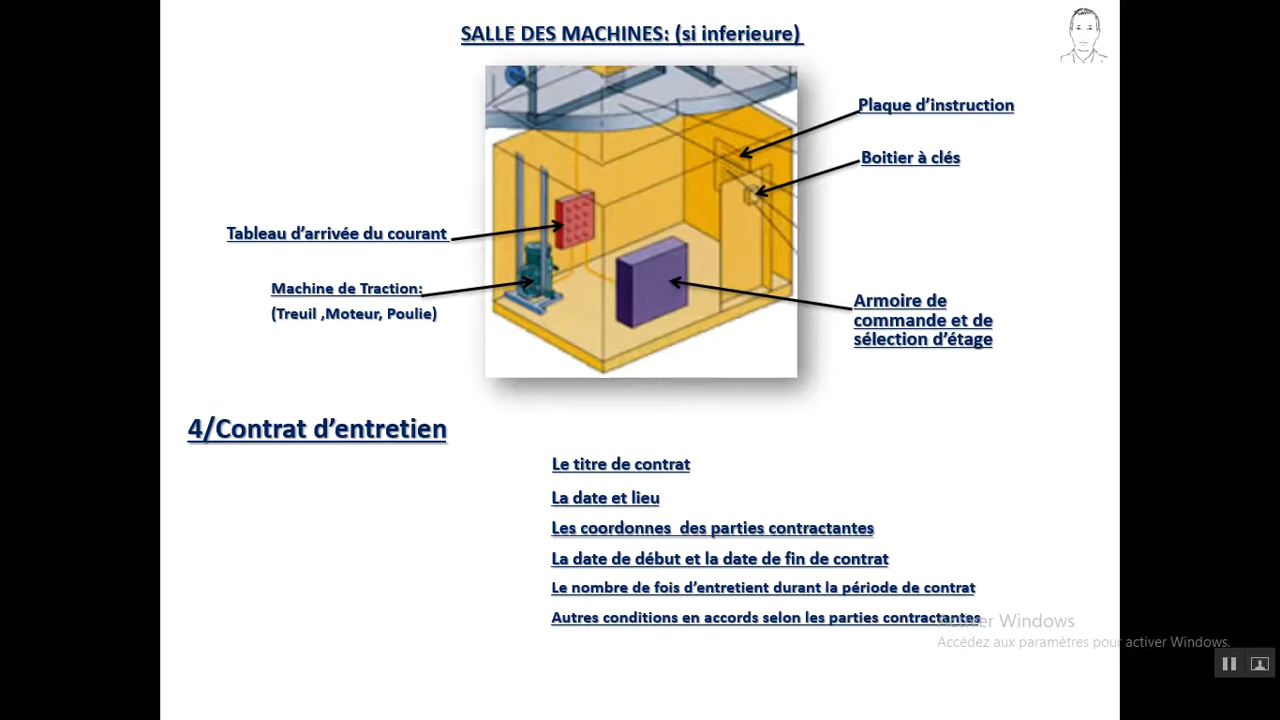 SALLE DES MACHINES: (si inferieure)
Plaque d’instruction
Boitier à clés
Tableau d’arrivée du courant
Machine de Traction:
(Treuil ,Moteur, Poulie)
Armoire de
commande et de
sélection d’étage
4/Contrat d’entretien
Le titre de contrat
La date et lieu
Les coordonnes des parties contractantes
La date de début et la date de fin de contrat
Le nombre de fois d’entretient durant la période de contrat
Autres conditions en accords selon les parties contractantes
Activer Windows
Accédez aux paramètres pour activer Windows.